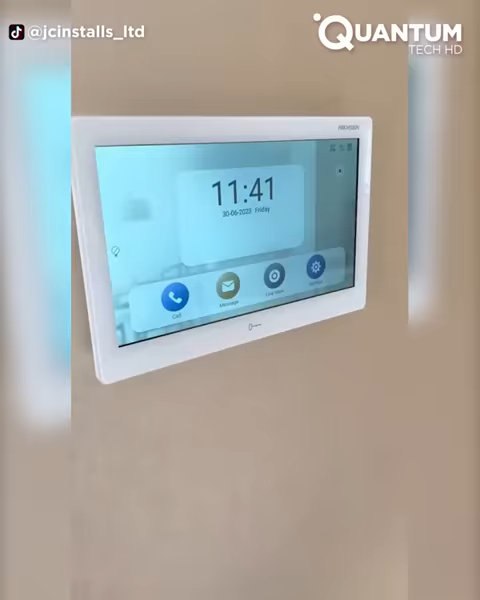 @jcinstalls_ltd
QUANTUM
TECH HD
HIKVISION
11:41
30-06-2023 Friday
Call
Message
Live View
Settings